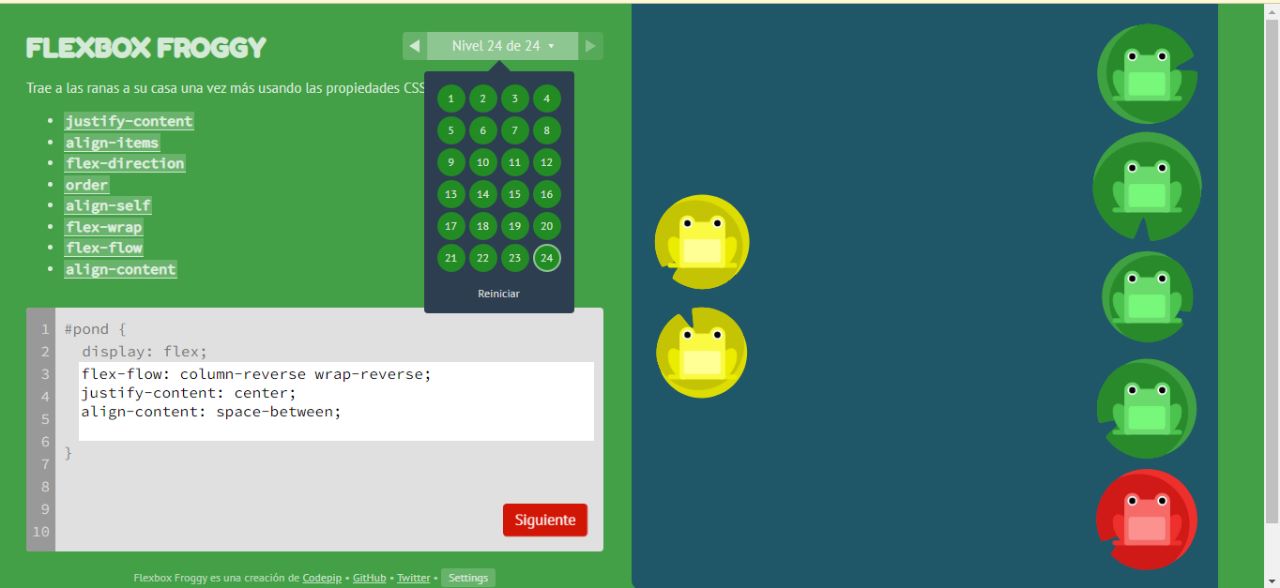 FLEXBOX FROGGY
◀ Nivel 24 de 24 ▾ ▶
Trae a las ranas a su casa una vez más usando las propiedades CSS
• justify-content
• align-items
• flex-direction
• order
• align-self
• flex-wrap
• flex-flow
• align-content
1 2 3 4
5 6 7 8
9 10 11 12
13 14 15 16
17 18 19 20
21 22 23 24
Reiniciar
1 #pond {
2 display: flex;
3 flex-flow: column-reverse wrap-reverse;
4 justify-content: center;
5 align-content: space-between;
6
7 }
8
9
10
Siguiente
Flexbox Froggy es una creación de Codepip • GitHub • Twitter • Settings